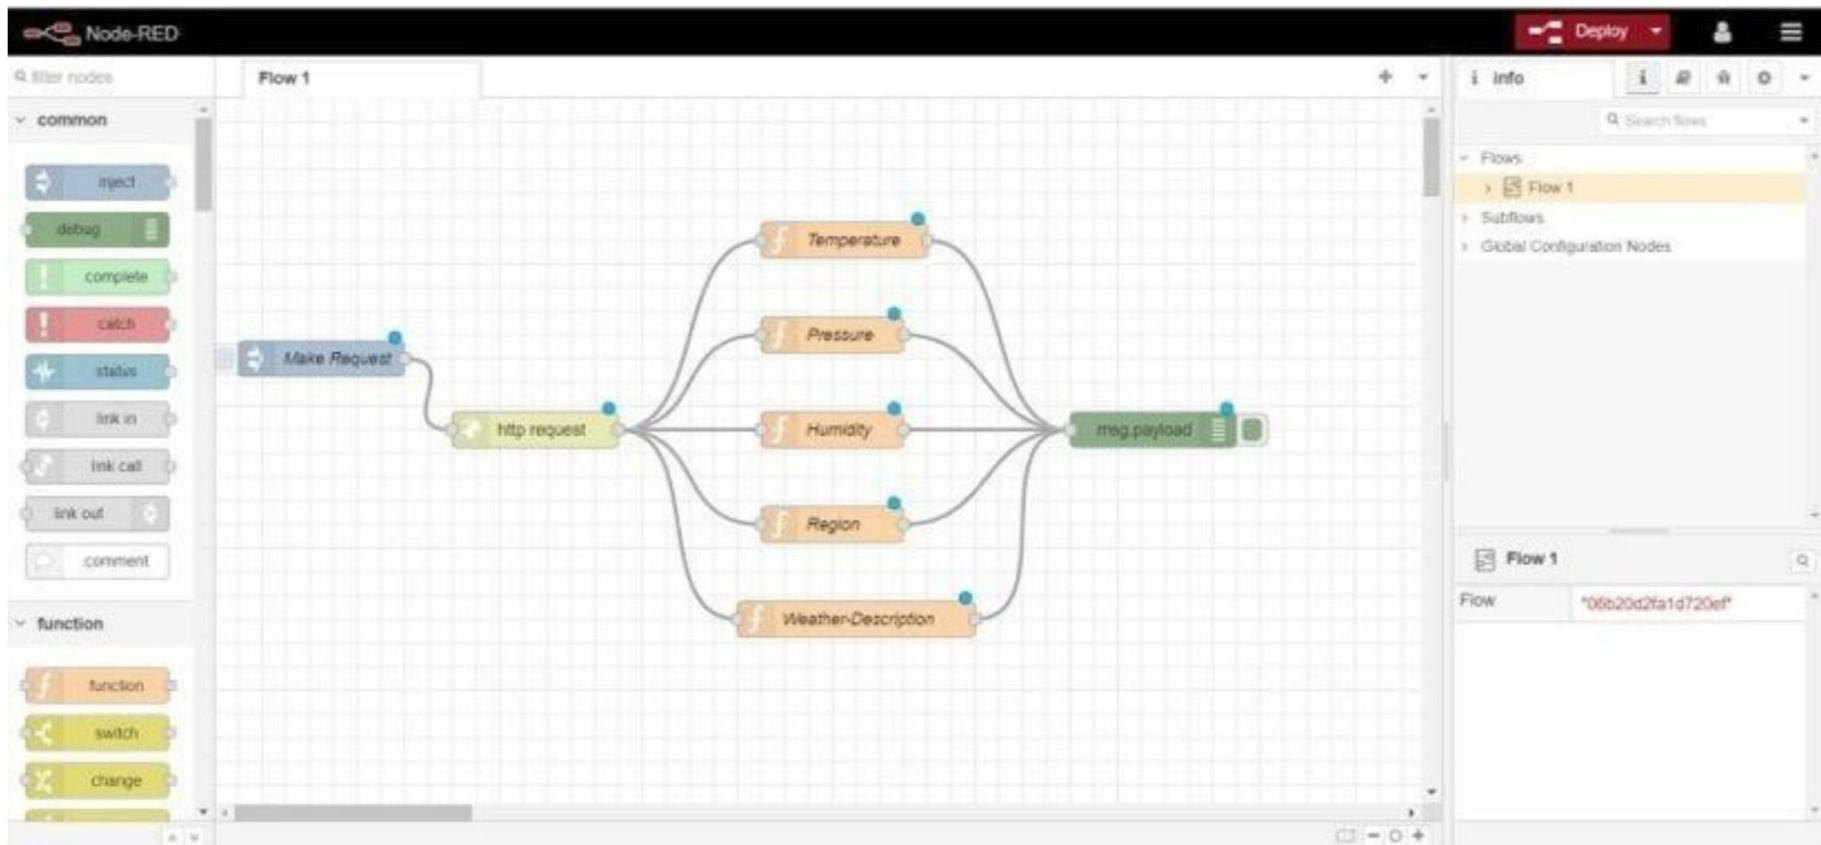 Node-RED
Deploy
filter nodes
Flow 1
i info
common
Search flows
inject
Flows
Flow 1
debug
Subflows
Temperature
Global Configuration Nodes
complete
catch
Pressure
Make Request
status
link in
http request
Humidity
msg.payload
link call
link out
Region
comment
Flow 1
Flow
"06b20d2fa1d720ef"
function
Weather-Description
function
switch
change